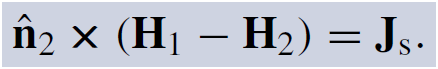 n̂₂ × (H₁ − H₂) = Jₛ.